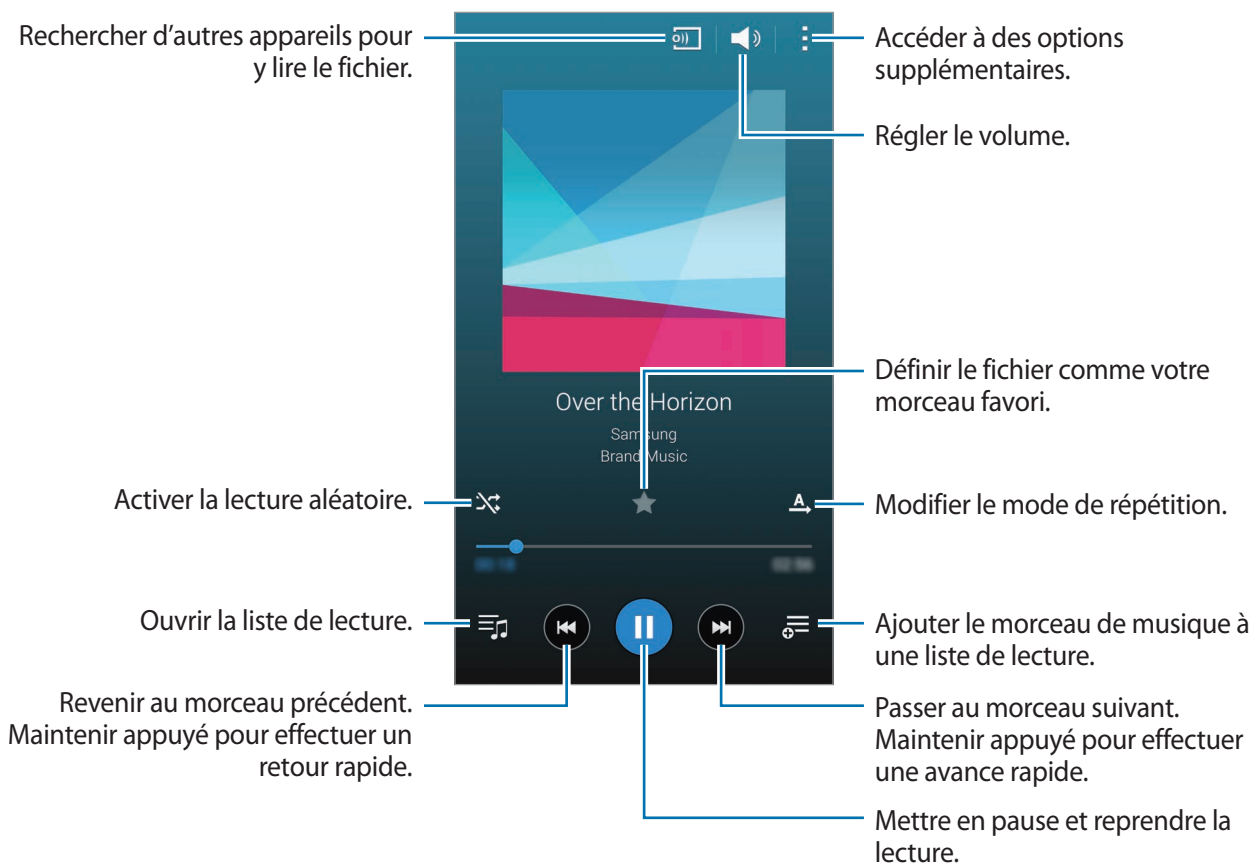 Rechercher d'autres appareils pour
y lire le fichier.
Accéder à des options
supplémentaires.
Régler le volume.
Définir le fichier comme votre
morceau favori.
Over the Horizon
Samsung
Brand Music
Activer la lecture aléatoire.
A
Modifier le mode de répétition.
00:18
02:56
Ouvrir la liste de lecture.
Ajouter le morceau de musique à
une liste de lecture.
Revenir au morceau précédent.
Maintenir appuyé pour effectuer un
retour rapide.
Passer au morceau suivant.
Maintenir appuyé pour effectuer
une avance rapide.
Mettre en pause et reprendre la
lecture.